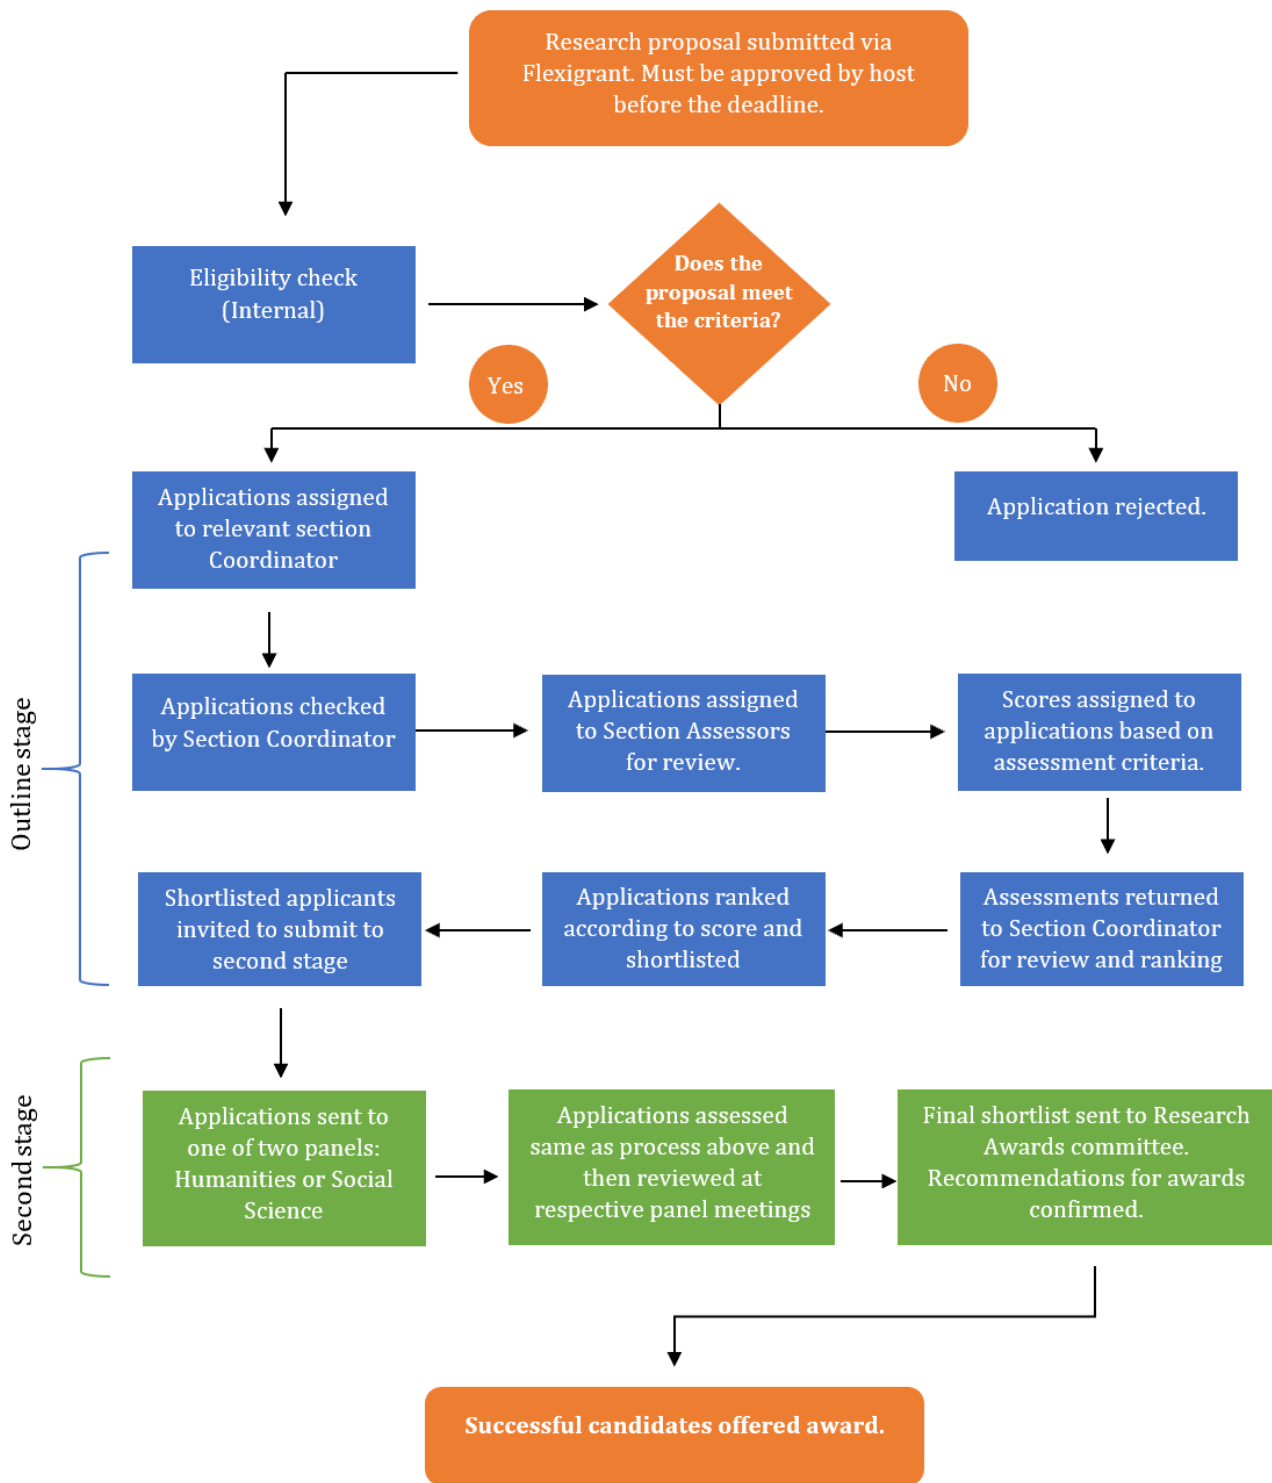 Research proposal submitted via
Flexigrant. Must be approved by host
before the deadline.
Eligibility check
(Internal)
Does the
proposal meet
the criteria?
Yes
No
Applications assigned
to relevant section
Coordinator
Application rejected.
Outline stage
Applications checked
by Section Coordinator
Applications assigned
to Section Assessors
for review.
Scores assigned to
applications based on
assessment criteria.
Assessments returned
to Section Coordinator
for review and ranking
Applications ranked
according to score and
shortlisted
Shortlisted applicants
invited to submit to
second stage
Second stage
Applications sent to
one of two panels:
Humanities or Social
Science
Applications assessed
same as process above and
then reviewed at
respective panel meetings
Final shortlist sent to Research
Awards committee.
Recommendations for awards
confirmed.
Successful candidates offered award.